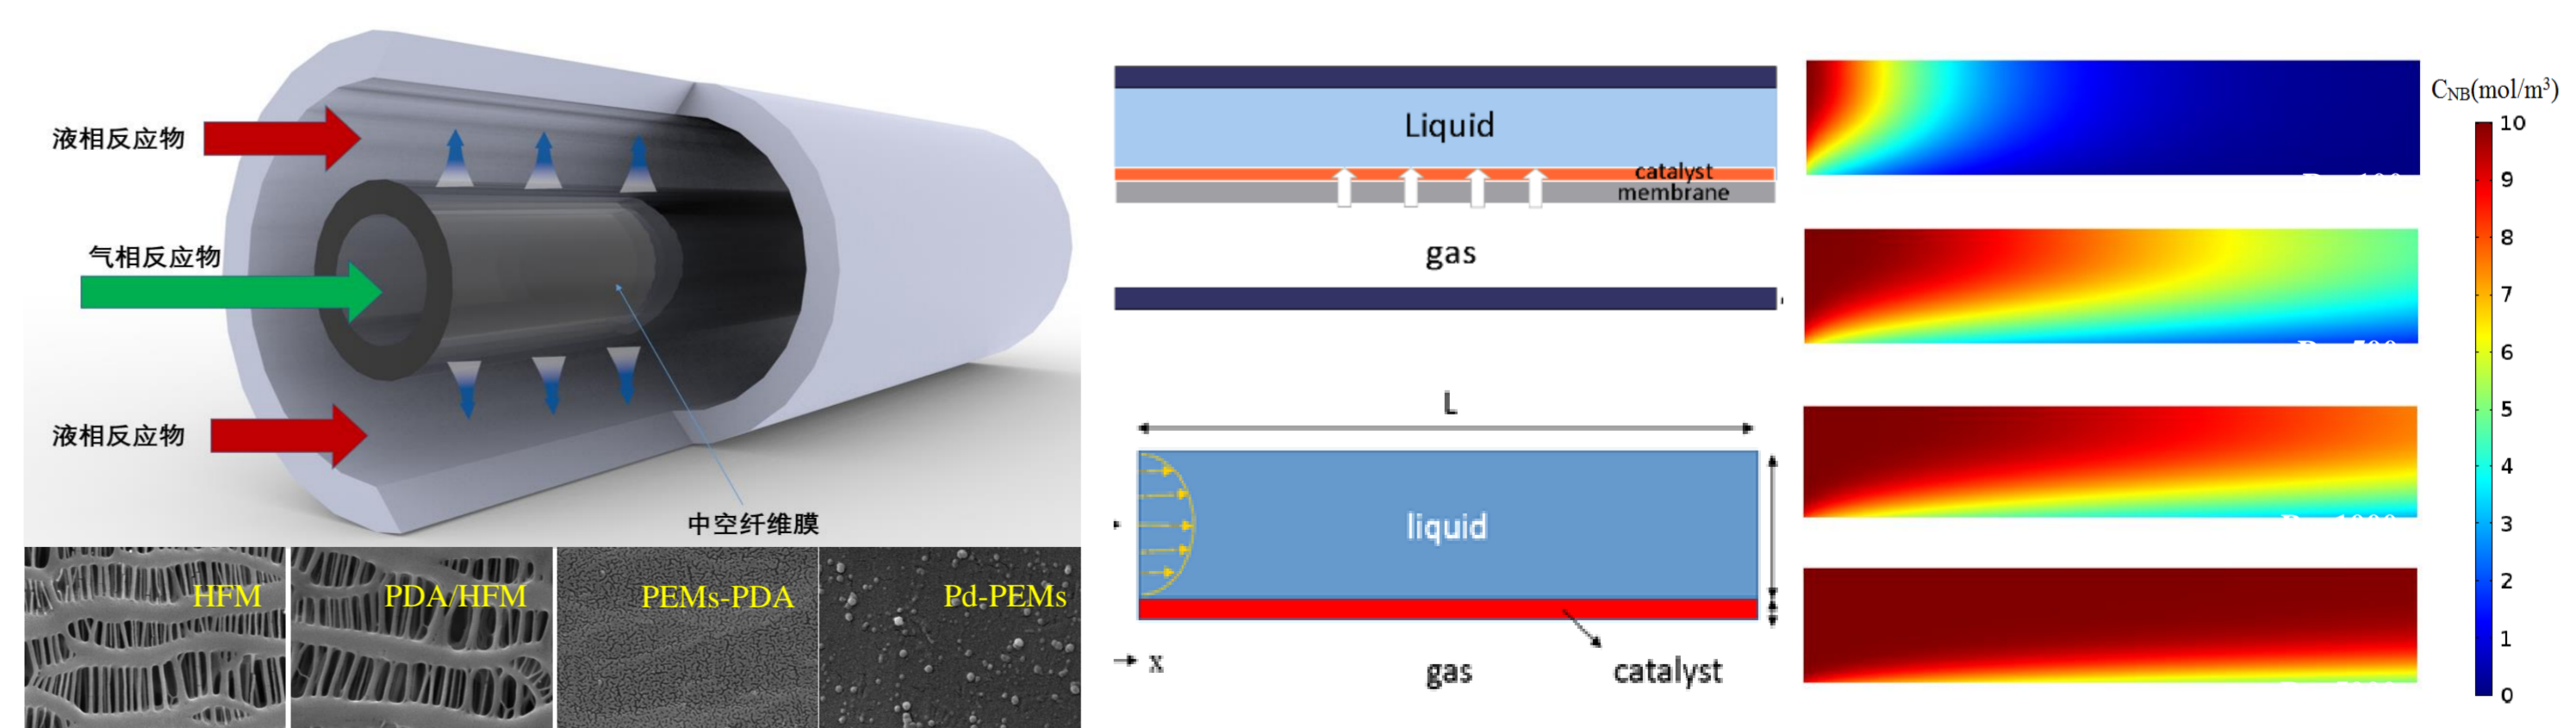 液相反应物
气相反应物
液相反应物
中空纤维膜
HFM
PDA/HFM
PEMs-PDA
Pd-PEMs
Liquid
catalyst
membrane
gas
L
liquid
x
gas
catalyst
C_NB(mol/m³)
10
9
8
7
6
5
4
3
2
1
0